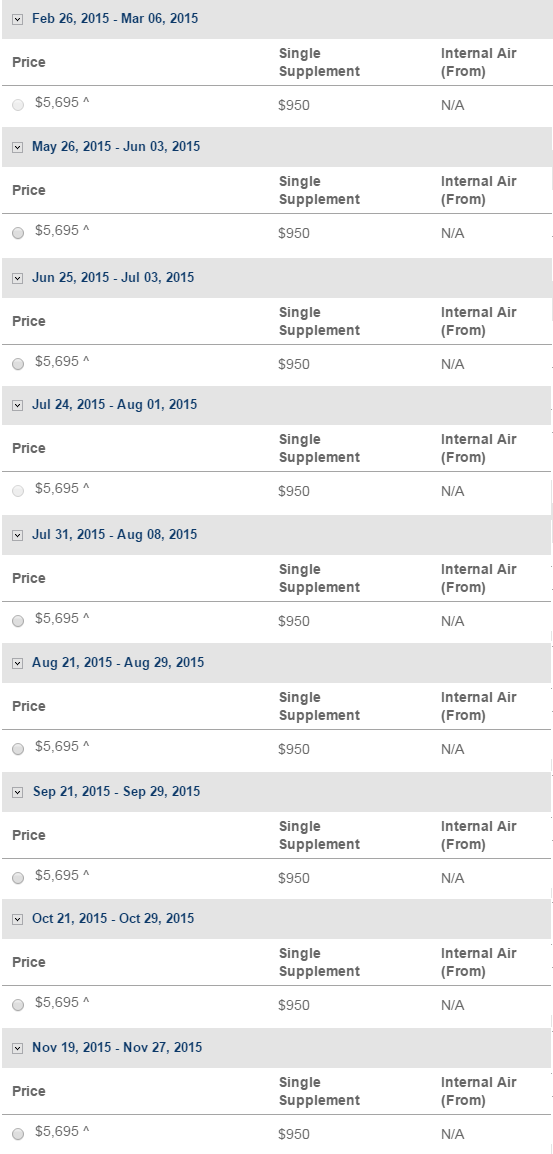 Feb 26, 2015 - Mar 06, 2015
Price Single Supplement Internal Air (From)
$5,695 ^ $950 N/A
May 26, 2015 - Jun 03, 2015
Price Single Supplement Internal Air (From)
$5,695 ^ $950 N/A
Jun 25, 2015 - Jul 03, 2015
Price Single Supplement Internal Air (From)
$5,695 ^ $950 N/A
Jul 24, 2015 - Aug 01, 2015
Price Single Supplement Internal Air (From)
$5,695 ^ $950 N/A
Jul 31, 2015 - Aug 08, 2015
Price Single Supplement Internal Air (From)
$5,695 ^ $950 N/A
Aug 21, 2015 - Aug 29, 2015
Price Single Supplement Internal Air (From)
$5,695 ^ $950 N/A
Sep 21, 2015 - Sep 29, 2015
Price Single Supplement Internal Air (From)
$5,695 ^ $950 N/A
Oct 21, 2015 - Oct 29, 2015
Price Single Supplement Internal Air (From)
$5,695 ^ $950 N/A
Nov 19, 2015 - Nov 27, 2015
Price Single Supplement Internal Air (From)
$5,695 ^ $950 N/A